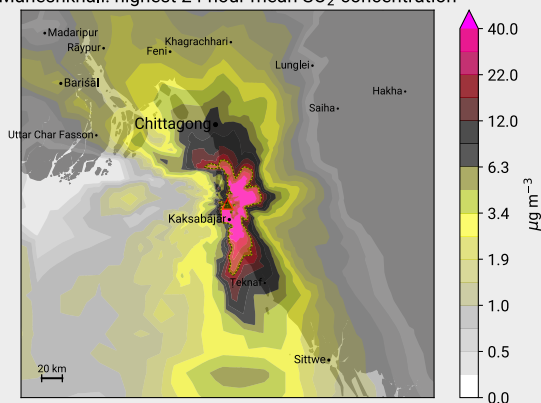 Maheshkhali: highest 24-hour mean SO₂ concentration
Madaripur
Rāypur
Khagrachhari
Feni
Lunglei
Barisāl
Hakha
Saiha
Chittagong
Uttar Char Fasson
Kaksabājār
Teknaf
Sittwe
20 km
40.0
22.0
12.0
6.3
3.4
1.9
1.0
0.5
0.0
μg m⁻³